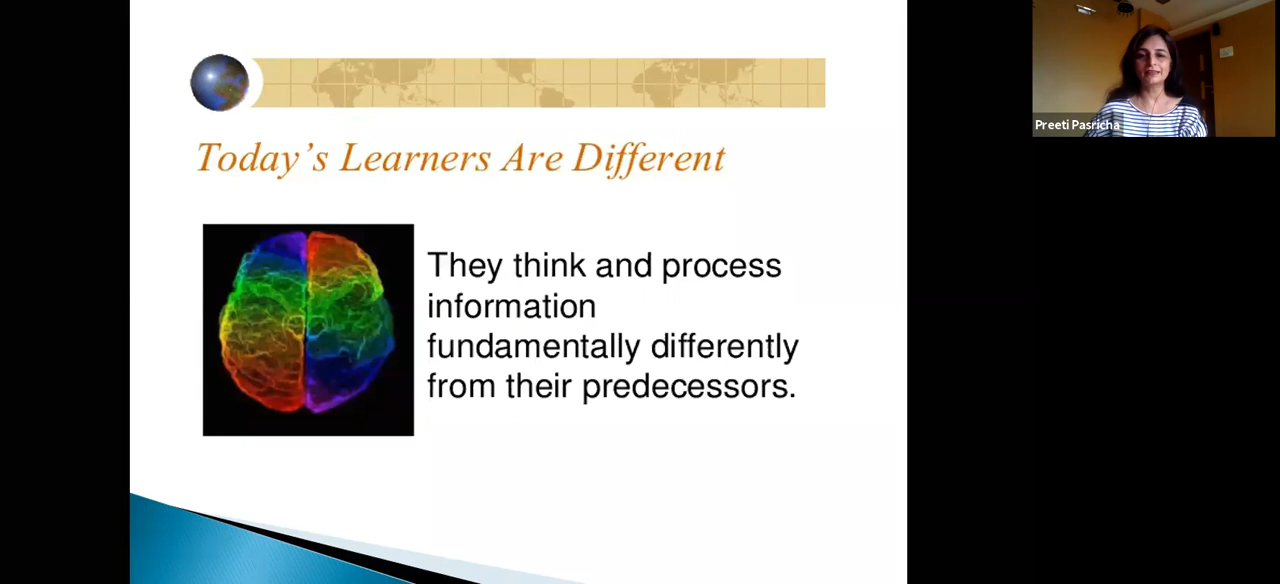 Today’s Learners Are Different
They think and process
information
fundamentally differently
from their predecessors.
Preeti Pasricha